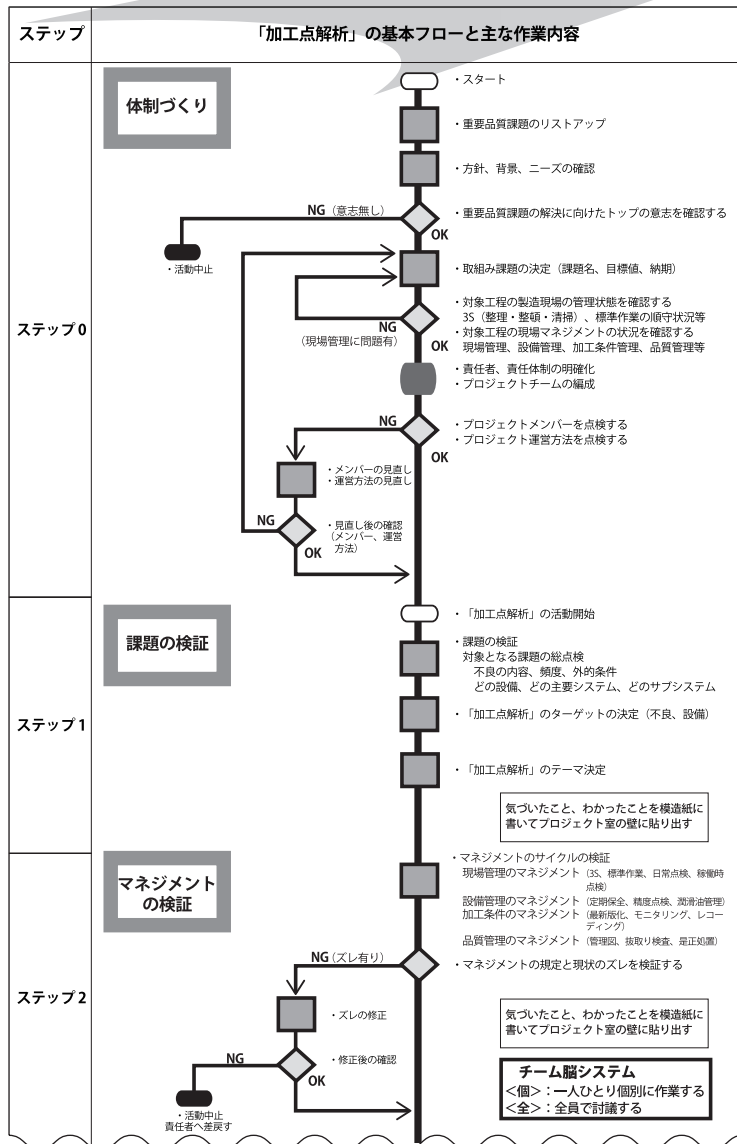 ステップ
「加工点解析」の基本フローと主な作業内容
ステップ0
体制づくり
・スタート
・重要品質課題のリストアップ
・方針、背景、ニーズの確認
NG（意志無し）
・重要品質課題の解決に向けたトップの意志を確認する
OK
・活動中止
・取組み課題の決定（課題名、目標値、納期）
・対象工程の製造現場の管理状態を確認する
3S（整理・整頓・清掃）、標準作業の順守状況等
NG
（現場管理に問題有）
OK
・対象工程の現場マネジメントの状況を確認する
現場管理、設備管理、加工条件管理、品質管理等
・責任者、責任体制の明確化
・プロジェクトチームの編成
NG
・プロジェクトメンバーを点検する
・プロジェクト運営方法を点検する
OK
・メンバーの見直し
・運営方法の見直し
NG
・見直し後の確認
（メンバー、運営
方法）
OK
ステップ1
課題の検証
・「加工点解析」の活動開始
・課題の検証
対象となる課題の総点検
不良の内容、頻度、外的条件
どの設備、どの主要システム、どのサブシステム
・「加工点解析」のターゲットの決定（不良、設備）
・「加工点解析」のテーマ決定
気づいたこと、わかったことを模造紙に
書いてプロジェクト室の壁に貼り出す
ステップ2
マネジメント
の検証
・マネジメントのサイクルの検証
現場管理のマネジメント（3S、標準作業、日常点検、稼働時
点検）
設備管理のマネジメント（定期保全、精度点検、潤滑油管理）
加工条件のマネジメント（最新版化、モニタリング、レコー
ディング）
品質管理のマネジメント（管理図、抜取り検査、是正処置）
NG（ズレ有り）
・マネジメントの規定と現状のズレを検証する
・ズレの修正
NG
・修正後の確認
OK
・活動中止
責任者へ差戻す
気づいたこと、わかったことを模造紙に
書いてプロジェクト室の壁に貼り出す
チーム脳システム
＜個＞：一人ひとり個別に作業する
＜全＞：全員で討議する